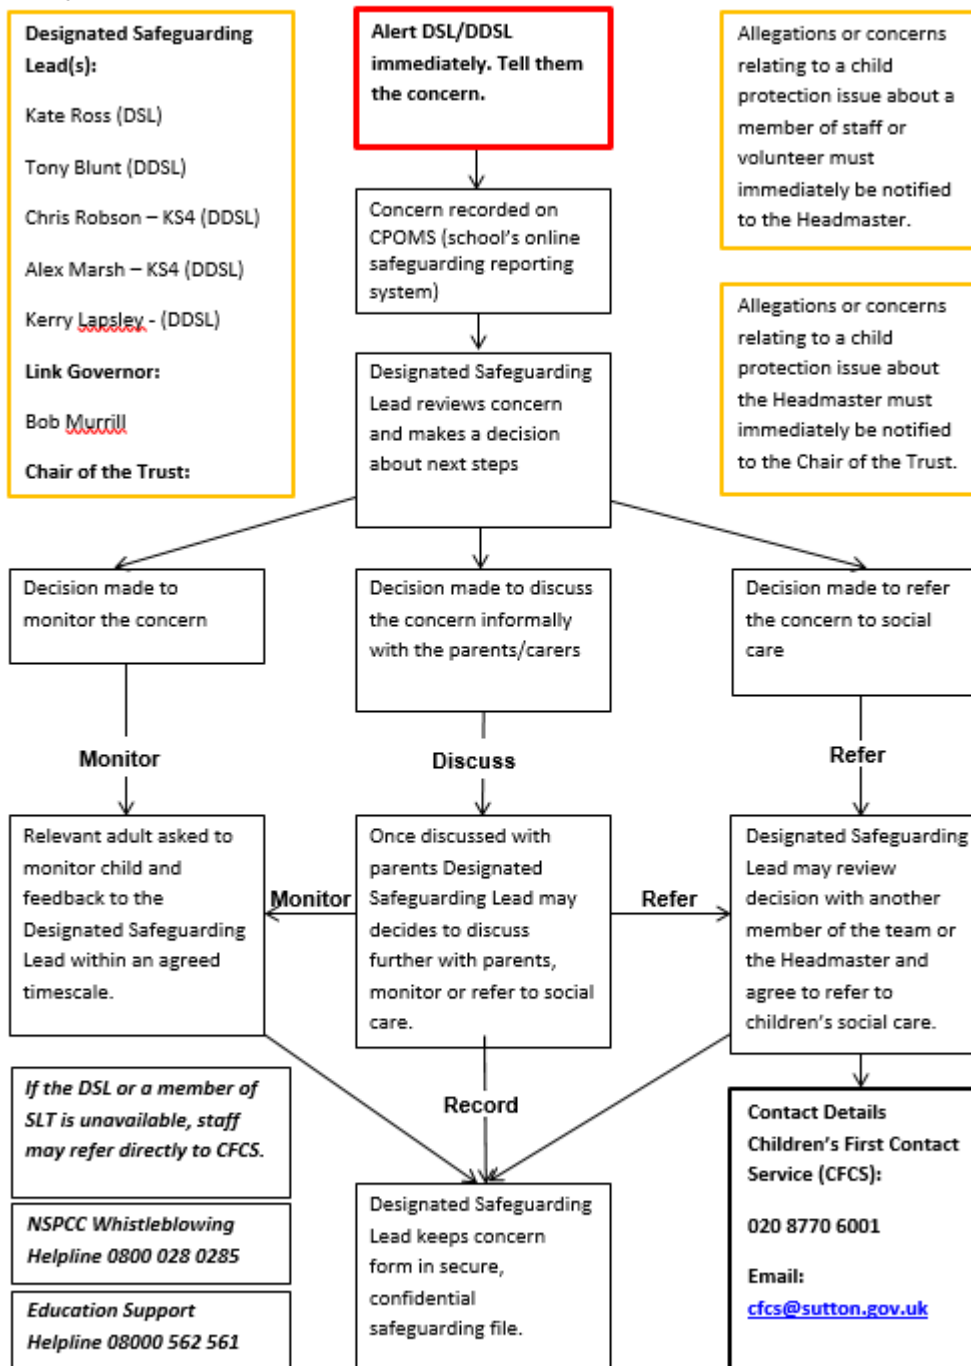 Designated Safeguarding
Lead(s):
Kate Ross (DSL)
Tony Blunt (DDSL)
Chris Robson – KS4 (DDSL)
Alex Marsh – KS4 (DDSL)
Kerry Lapsley - (DDSL)
Link Governor:
Bob Murrill
Chair of the Trust:
Alert DSL/DDSL
immediately. Tell them
the concern.
Allegations or concerns
relating to a child
protection issue about a
member of staff or
volunteer must
immediately be notified
to the Headmaster.
Concern recorded on
CPOMS (school's online
safeguarding reporting
system)
Allegations or concerns
relating to a child
protection issue about
the Headmaster must
immediately be notified
to the Chair of the Trust.
Designated Safeguarding
Lead reviews concern
and makes a decision
about next steps
Decision made to
monitor the concern
Decision made to discuss
the concern informally
with the parents/carers
Decision made to refer
the concern to social
care
Monitor
Discuss
Refer
Relevant adult asked to
monitor child and
feedback to the
Designated Safeguarding
Lead within an agreed
timescale.
Monitor
Once discussed with
parents Designated
Safeguarding Lead may
decides to discuss
further with parents,
monitor or refer to social
care.
Refer
Designated Safeguarding
Lead may review
decision with another
member of the team or
the Headmaster and
agree to refer to
children's social care.
If the DSL or a member of
SLT is unavailable, staff
may refer directly to CFCS.
Record
Contact Details
Children's First Contact
Service (CFCS):
020 8770 6001
Email:
cfcs@sutton.gov.uk
NSPCC Whistleblowing
Helpline 0800 028 0285
Designated Safeguarding
Lead keeps concern
form in secure,
confidential
safeguarding file.
Education Support
Helpline 08000 562 561